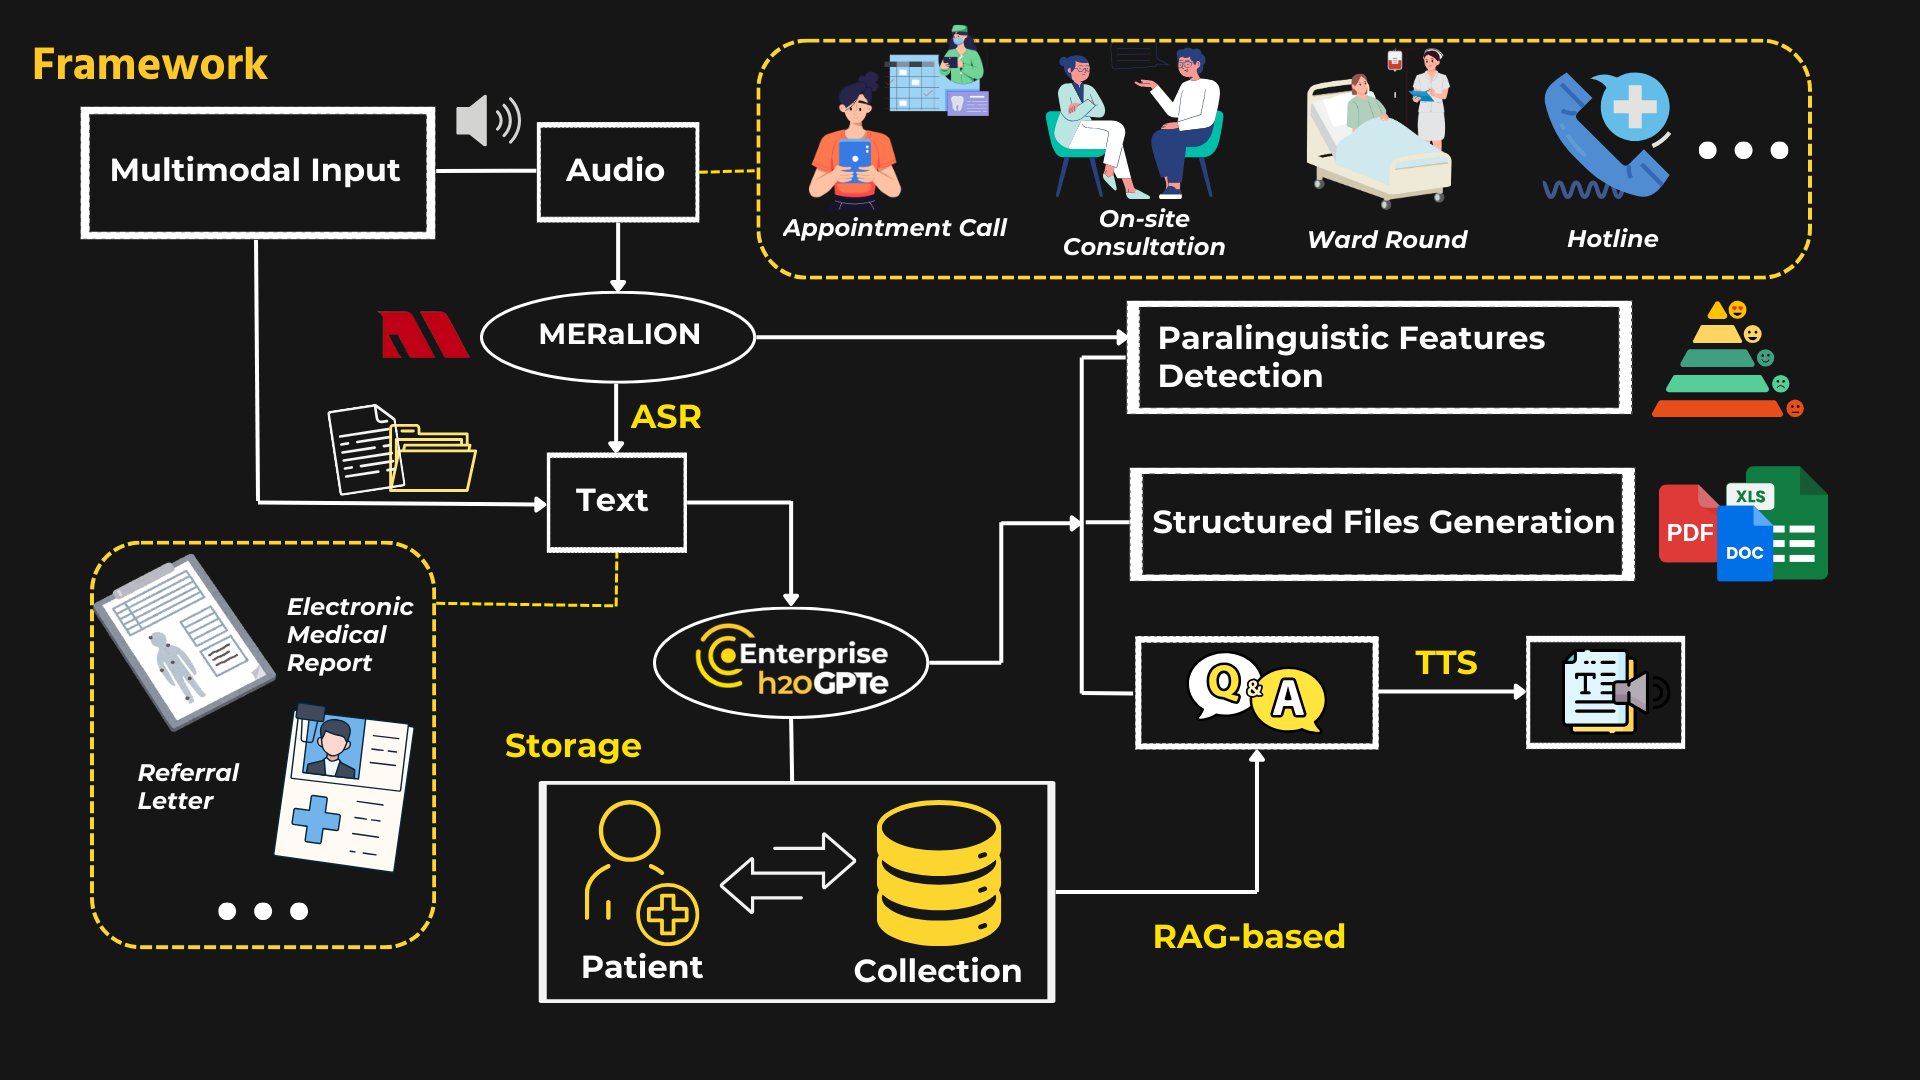 Framework
Multimodal Input
Audio
Appointment Call
On-site
Consultation
Ward Round
Hotline
MERaLION
Paralinguistic Features
Detection
ASR
Text
Structured Files Generation
PDF
XLS
DOC
Electronic
Medical
Report
Referral
Letter
Enterprise
h2oGPTe
Q & A
TTS
T
Storage
Patient
Collection
RAG-based